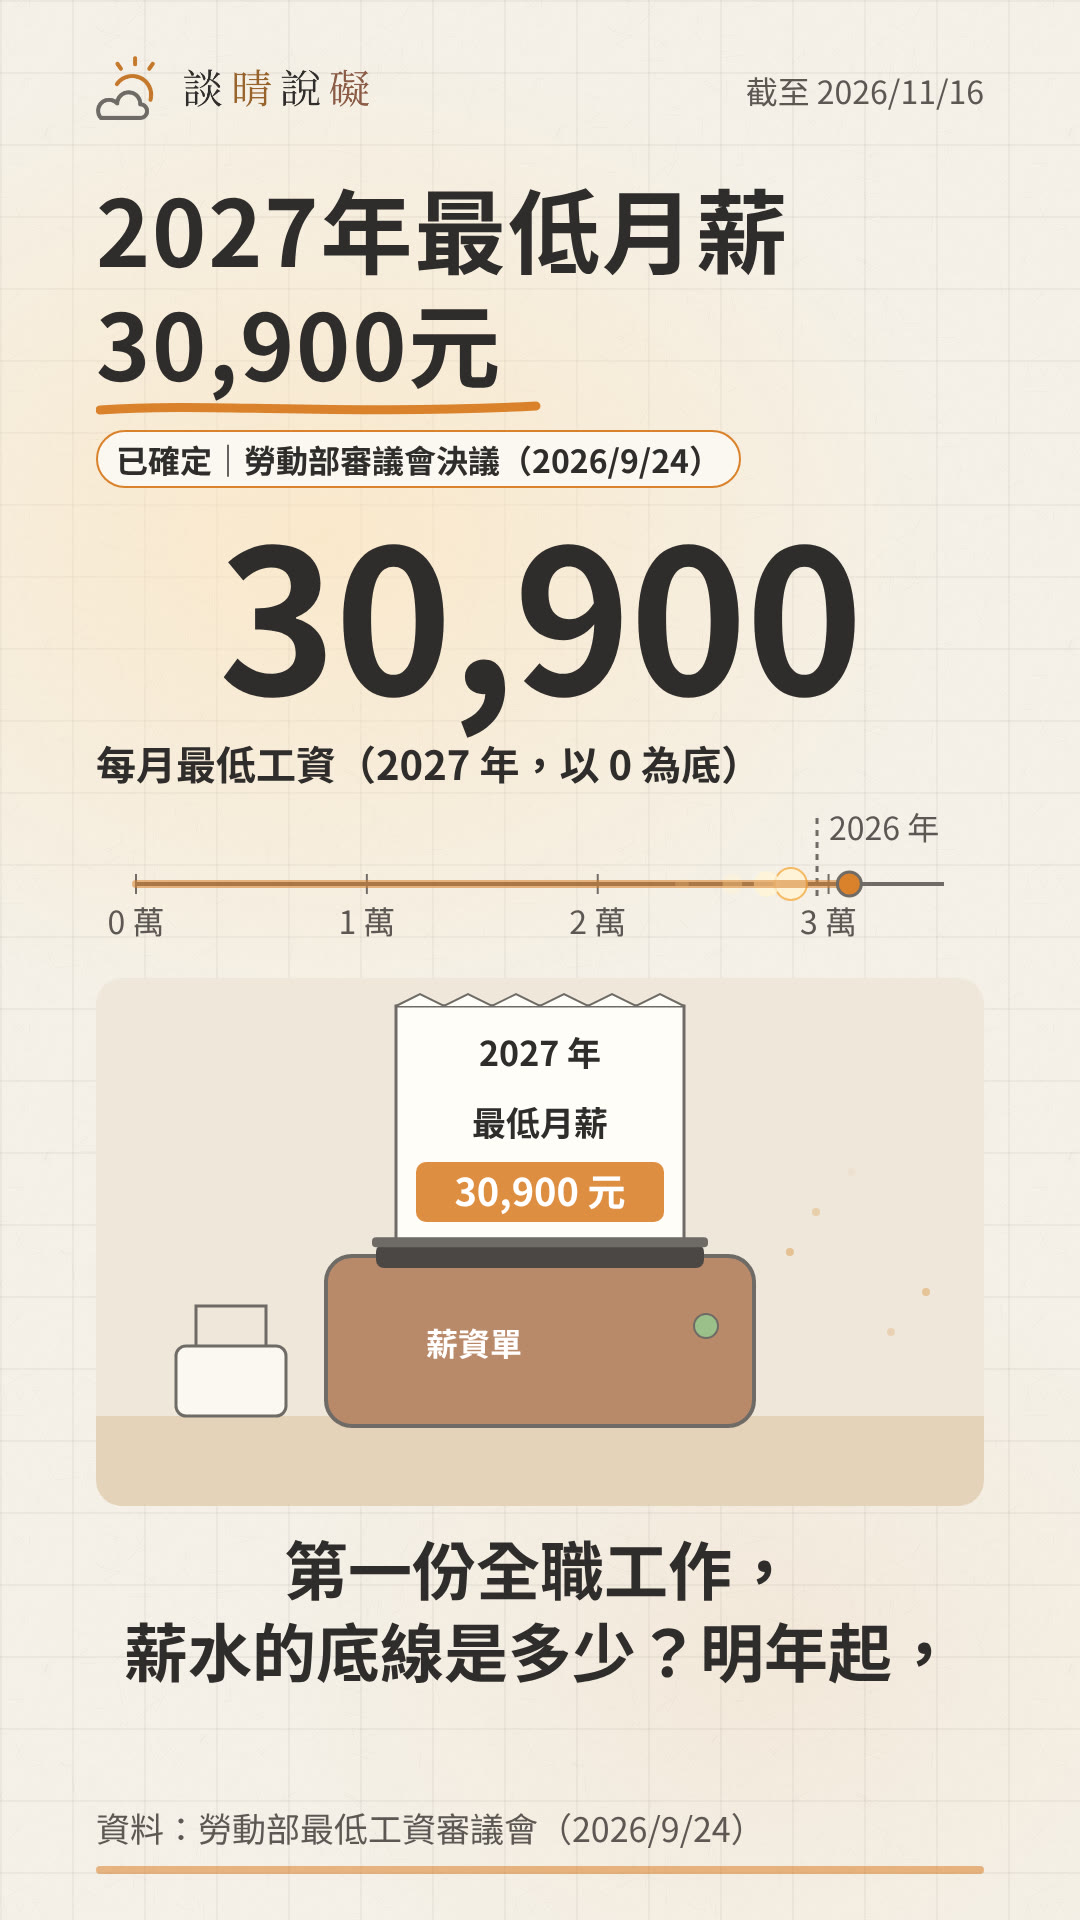 談晴說礙
截至 2026/11/16
2027年最低月薪
30,900元
已確定｜勞動部審議會決議（2026/9/24）
30,900
每月最低工資（2027 年，以 0 為底）
2026 年
0 萬
1 萬
2 萬
3 萬
2027 年
最低月薪
30,900 元
薪資單
第一份全職工作，
薪水的底線是多少？明年起，
資料：勞動部最低工資審議會（2026/9/24）